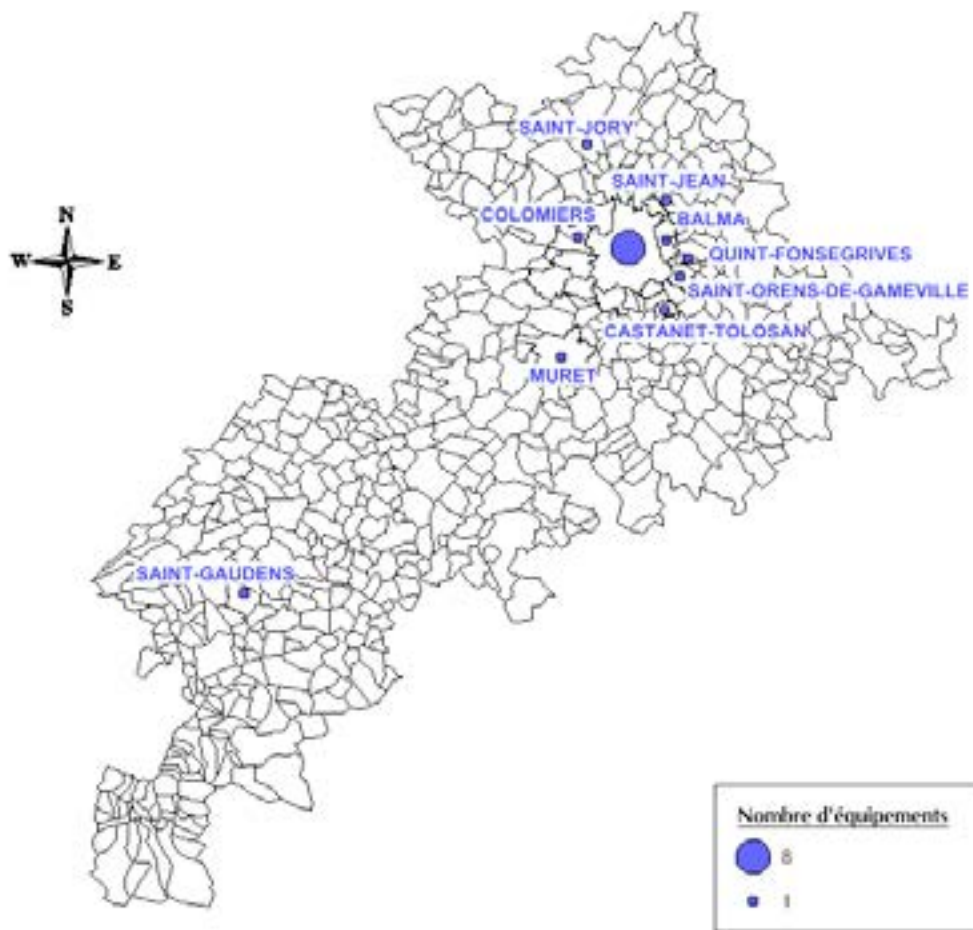 SAINT-JORY
SAINT-JEAN
COLOMIERS
BALMA
QUINT-FONSEGRIVES
SAINT-ORENS-DE-GAMEVILLE
CASTANET-TOLOSAN
MURET
SAINT-GAUDENS
N
W E
S
Nombre d'équipements
8
1